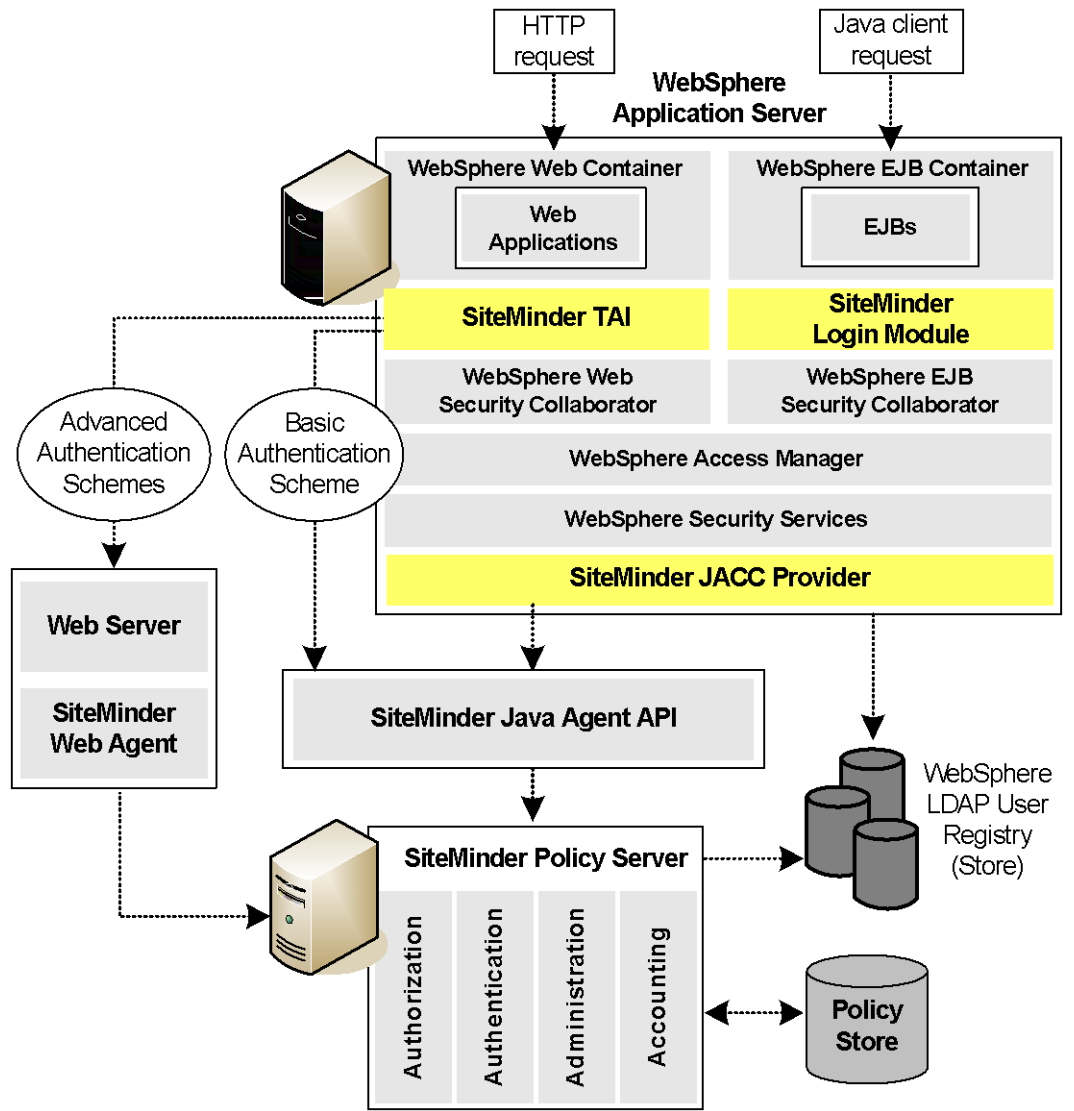 HTTP
request
Java client
request
WebSphere
Application Server
WebSphere Web Container
Web
Applications
WebSphere EJB Container
EJBs
SiteMinder TAI
SiteMinder
Login Module
WebSphere Web
Security Collaborator
WebSphere EJB
Security Collaborator
Advanced
Authentication
Schemes
Basic
Authentication
Scheme
WebSphere Access Manager
WebSphere Security Services
SiteMinder JACC Provider
Web Server
SiteMinder
Web Agent
SiteMinder Java Agent API
WebSphere
LDAP User
Registry
(Store)
SiteMinder Policy Server
Authorization
Authentication
Administration
Accounting
Policy
Store